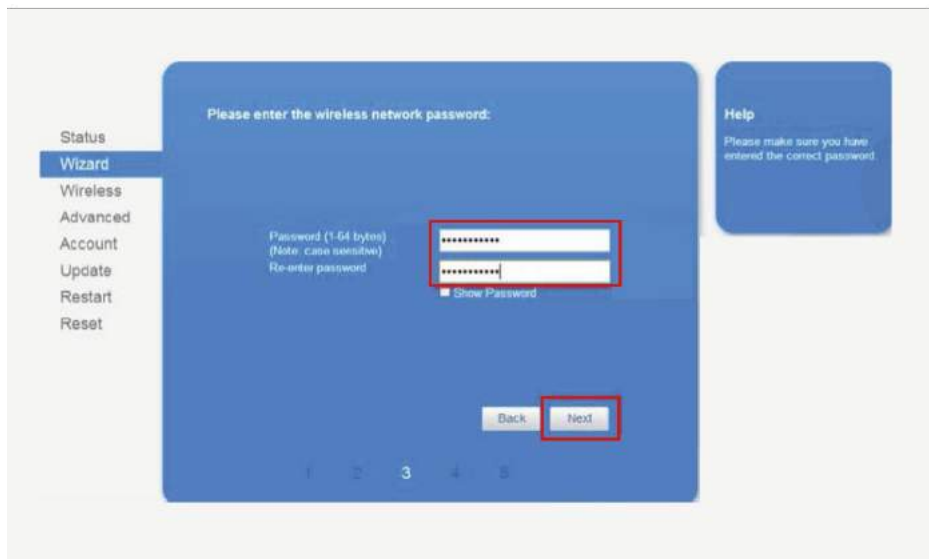 Please enter the wireless network password:
Help
Please make sure you have
entered the correct password.
Status
Wizard
Wireless
Advanced
Account
Update
Restart
Reset
Password (1-64 bytes)
(Note: case sensitive)
Re-enter password
•••••••••••
•••••••••••
Show Password
Back
Next
1 2 3 4 5